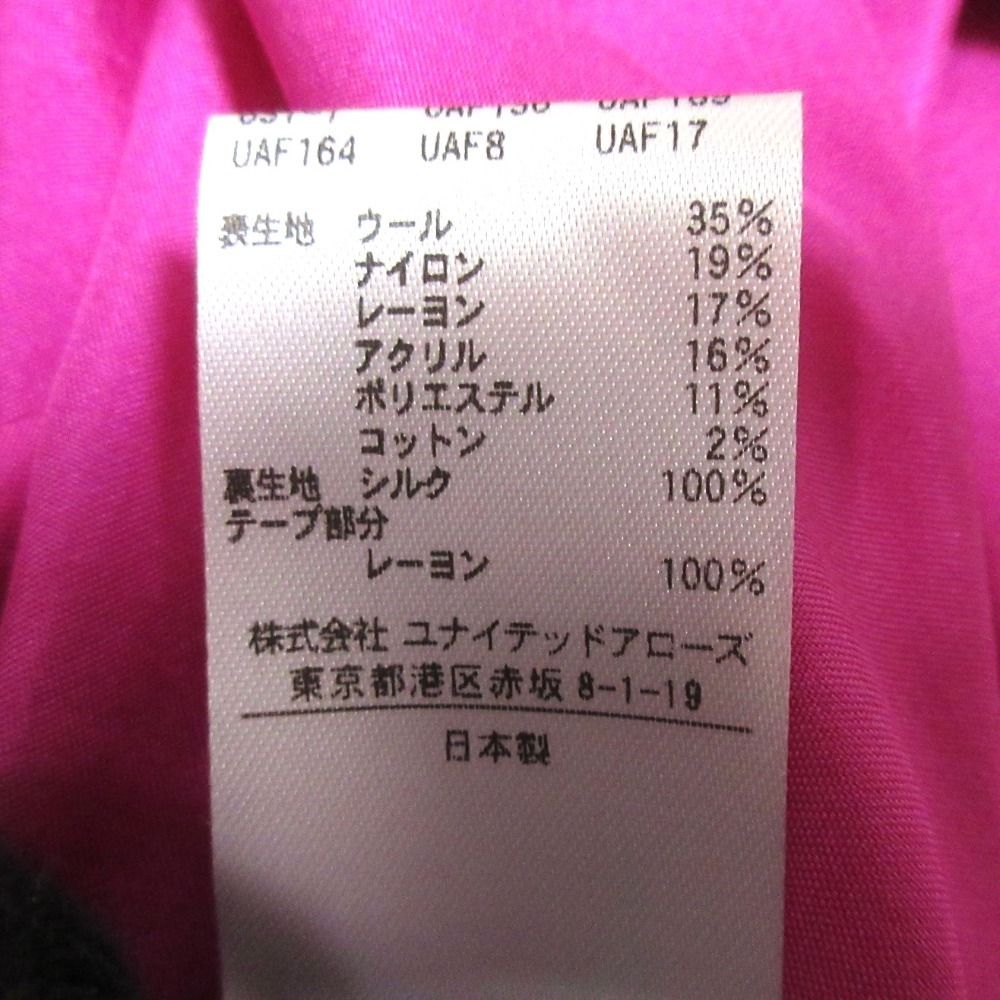 UAF164 UAF8 UAF17
表生地 ウール 35%
ナイロン 19%
レーヨン 17%
アクリル 16%
ポリエステル 11%
コットン 2%
裏生地 シルク 100%
テープ部分
レーヨン 100%
株式会社 ユナイテッドアローズ
東京都港区赤坂 8-1-19
日本製